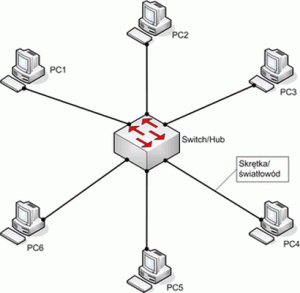 PC2
PC1
PC3
Switch/Hub
Skrętka/
światłowód
PC6
PC4
PC5